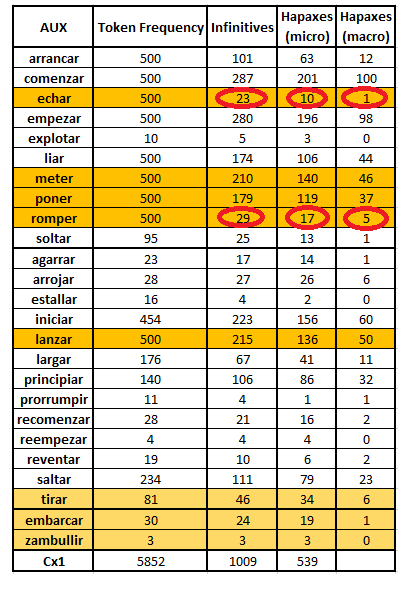 AUX Token Frequency Infinitives Hapaxes (micro) Hapaxes (macro)
arrancar 500 101 63 12
comenzar 500 287 201 100
echar 500 23 10 1
empezar 500 280 196 98
explotar 10 5 3 0
liar 500 174 106 44
meter 500 210 140 46
poner 500 179 119 37
romper 500 29 17 5
soltar 95 25 13 1
agarrar 23 17 14 1
arrojar 28 27 26 6
estallar 16 4 2 0
iniciar 454 223 156 60
lanzar 500 215 136 50
largar 176 67 41 11
principiar 140 106 86 32
prorrumpir 11 4 1 1
recomenzar 28 21 16 2
reempezar 4 4 4 0
reventar 19 10 6 2
saltar 234 111 79 23
tirar 81 46 34 6
embarcar 30 24 19 1
zambullir 3 3 3 0
Cx1 5852 1009 539